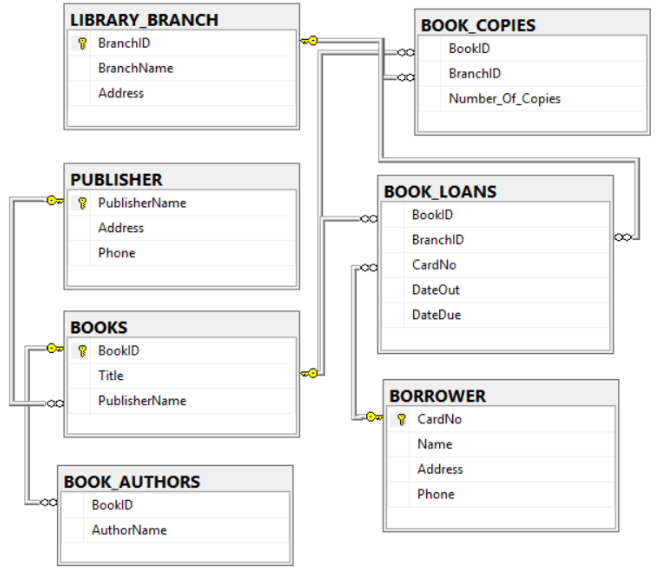 LIBRARY_BRANCH
BranchID
BranchName
Address
BOOK_COPIES
BookID
BranchID
Number_Of_Copies
PUBLISHER
PublisherName
Address
Phone
BOOK_LOANS
BookID
BranchID
CardNo
DateOut
DateDue
BOOKS
BookID
Title
PublisherName
BORROWER
CardNo
Name
Address
Phone
BOOK_AUTHORS
BookID
AuthorName